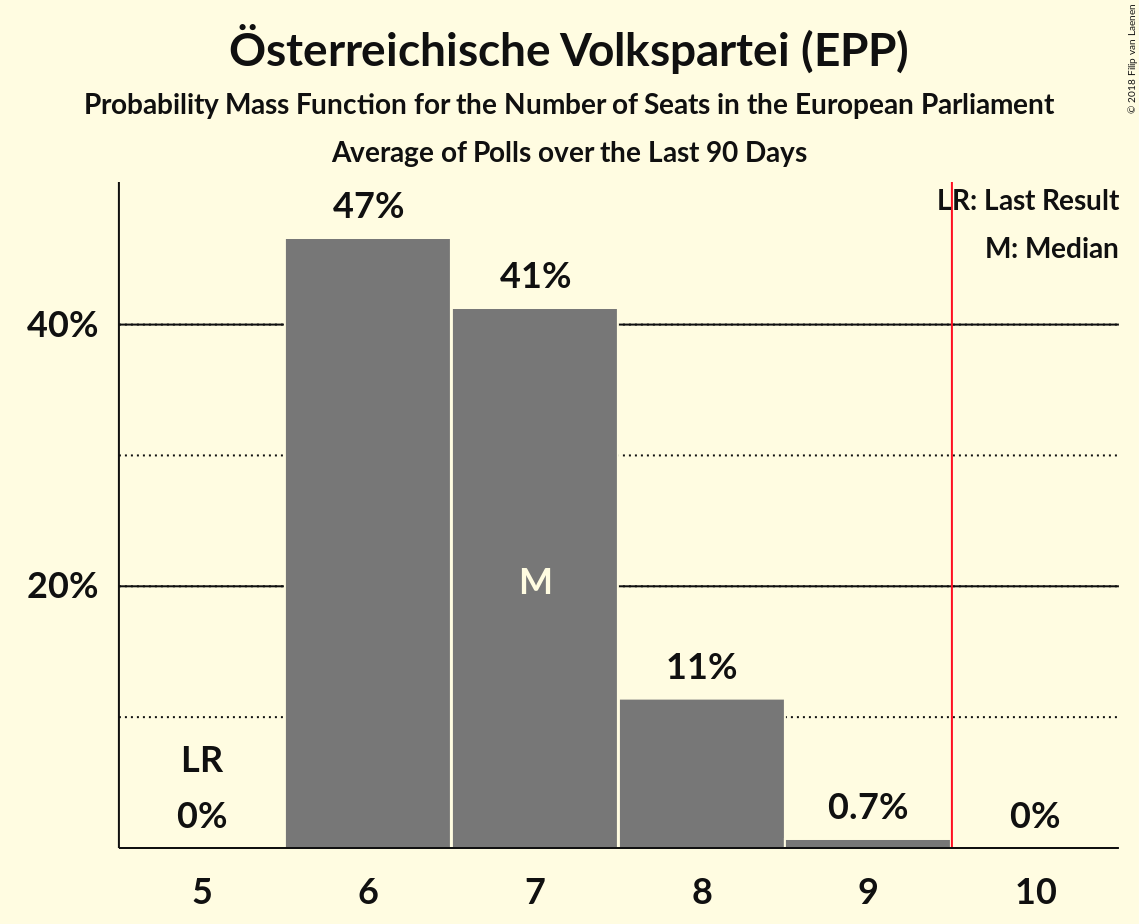 Österreichische Volkspartei (EPP)
Probability Mass Function for the Number of Seats in the European Parliament
Average of Polls over the Last 90 Days
© 2018 Filip van Laenen
LR: Last Result
M: Median
47%
41%
40%
20%
M
11%
LR
0%
0.7%
0%
5 6 7 8 9 10